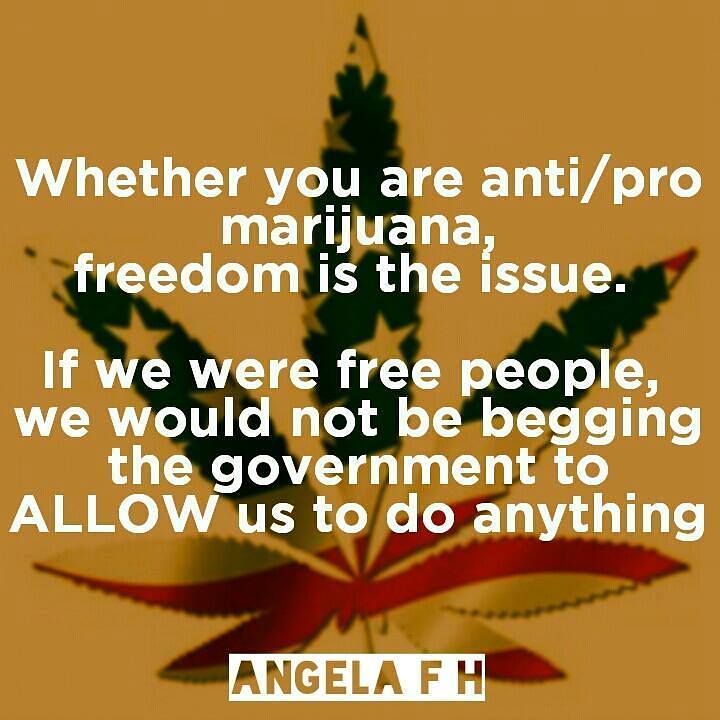 Whether you are anti/pro
marijuana,
freedom is the issue.
If we were free people,
we would not be begging
the government to
ALLOW us to do anything
ANGELA F H